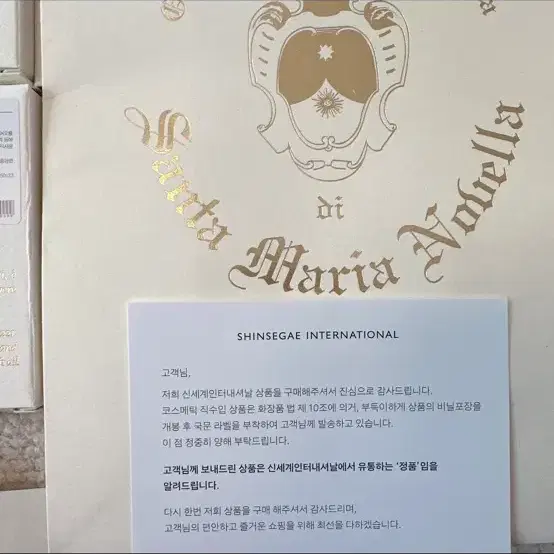 di
Santa Maria Novella
SHINSEGAE INTERNATIONAL
고객님,
저희 신세계인터내셔날 상품을 구매해주셔서 진심으로 감사드립니다.
코스메틱 직수입 상품은 화장품 법 제 10조에 의거, 부득이하게 상품의 비닐포장을
개봉 후 국문 라벨을 부착하여 고객님께 발송하고 있습니다.
이 점 정중히 양해 부탁드립니다.
고객님께 보내드린 상품은 신세계인터내셔날에서 유통하는 '정품'임을
알려드립니다.
다시 한번 저희 상품을 구매 해주셔서 감사드리며,
고객님의 편안하고 즐거운 쇼핑을 위해 최선을 다하겠습니다.